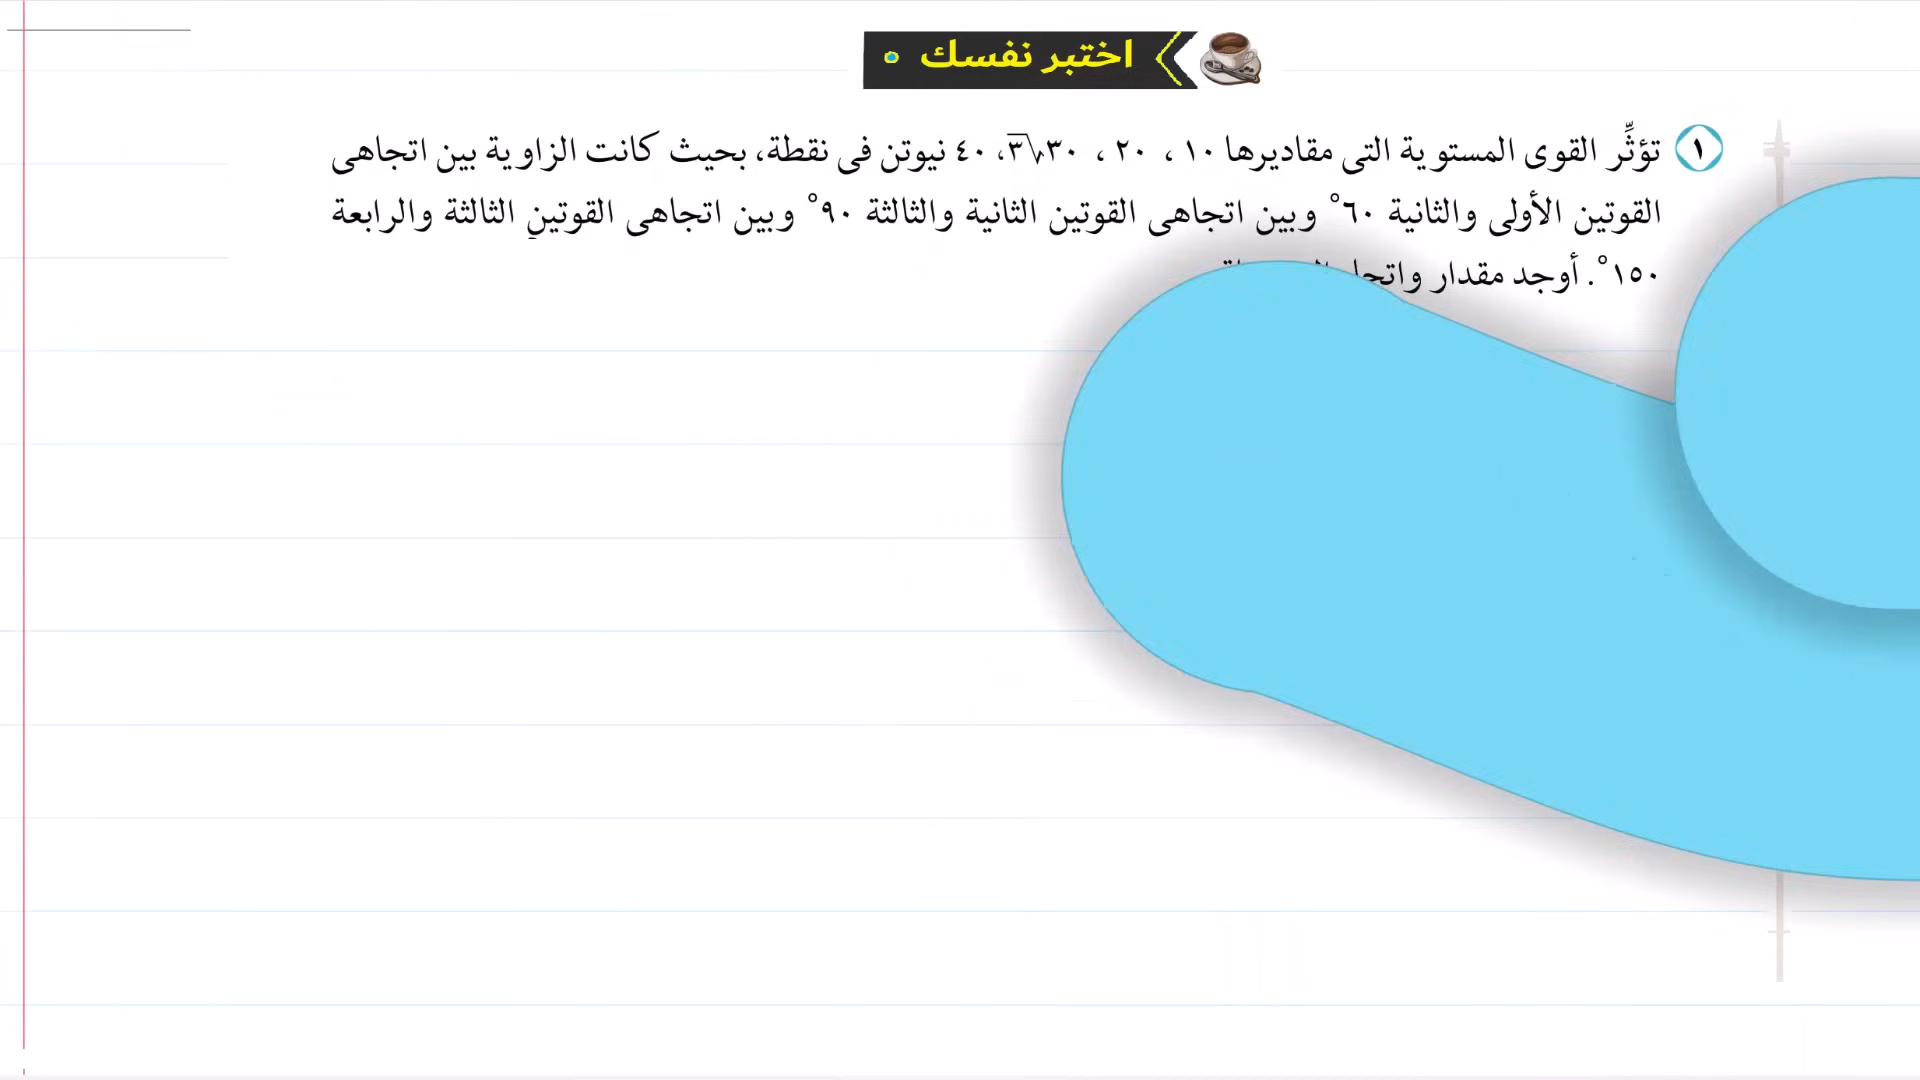 اختبر نفسك
١ تؤثِّر القوى المستوية التى مقاديرها ١٠ ، ٢٠ ، ٣٠√٣، ٤٠ نيوتن فى نقطة، بحيث كانت الزاوية بين اتجاهى
القوتين الأولى والثانية ٦٠° وبين اتجاهى القوتين الثانية والثالثة ٩٠° وبين اتجاهى القوتين الثالثة والرابعة
١٥٠°. أوجد مقدار